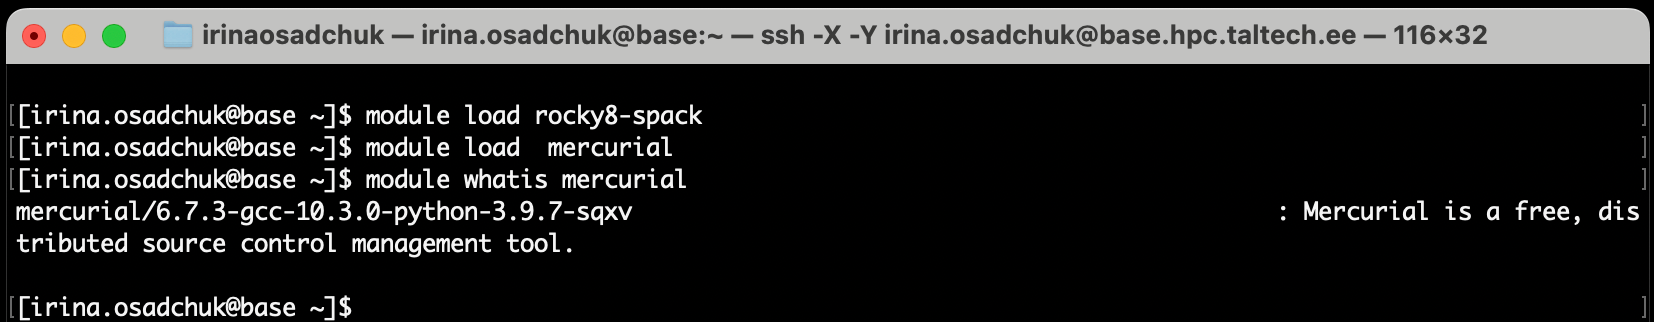 irinaosadchuk — irina.osadchuk@base:~ — ssh -X -Y irina.osadchuk@base.hpc.taltech.ee — 116×32
[[irina.osadchuk@base ~]$ module load rocky8-spack ]
[[irina.osadchuk@base ~]$ module load  mercurial ]
[[irina.osadchuk@base ~]$ module whatis mercurial ]
mercurial/6.7.3-gcc-10.3.0-python-3.9.7-sqxv : Mercurial is a free, dis
tributed source control management tool.
[[irina.osadchuk@base ~]$ ]